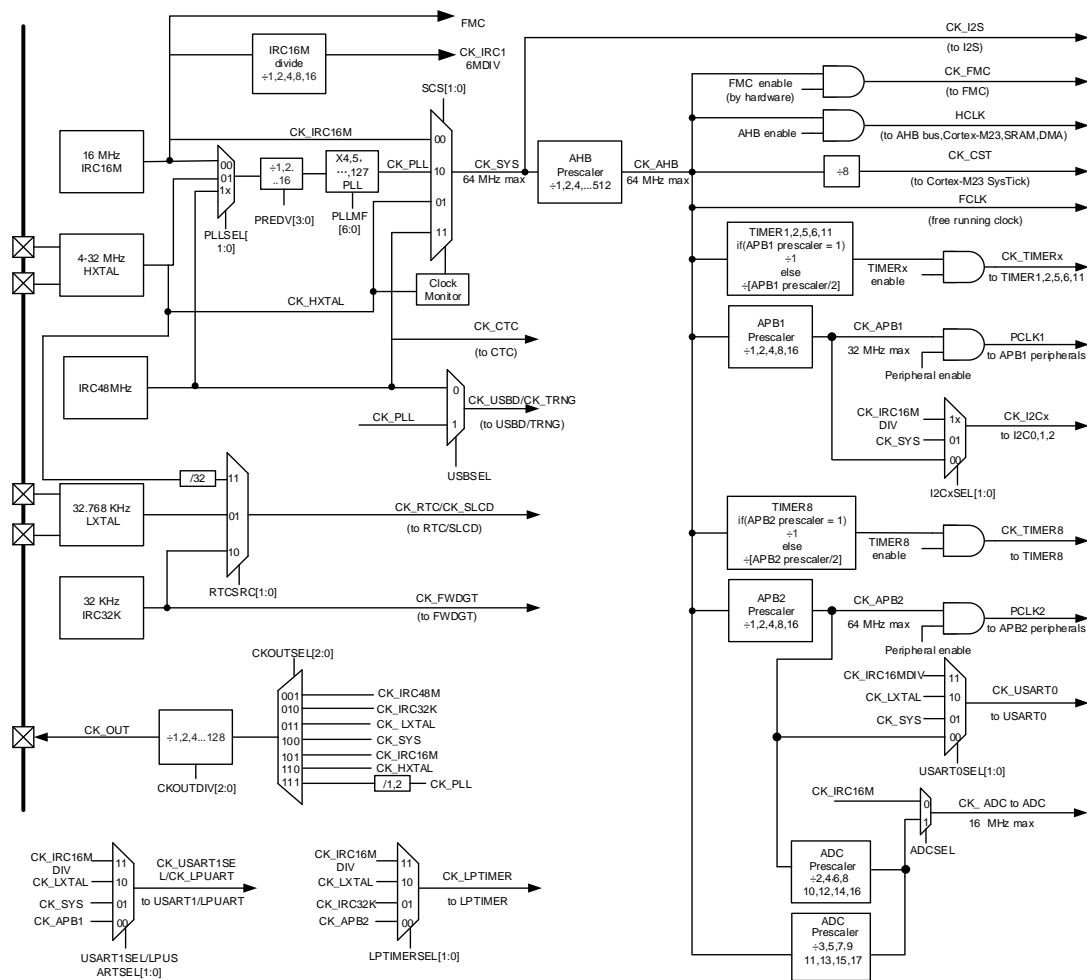 FMC
CK_IRC1
6MDIV
IRC16M
divide
÷1,2,4,8,16
SCS[1:0]
CK_IRC16M
16 MHz
IRC16M
00
01
1x
PLLSEL[
1:0]
÷1,2.
..16
PREDV[3:0]
X4,5,
…,127
PLL
PLLMF
[6:0]
CK_PLL
00
10
01
11
CK_SYS
64 MHz max
AHB
Prescaler
÷1,2,4,...512
CK_AHB
64 MHz max
4-32 MHz
HXTAL
CK_HXTAL
Clock
Monitor
CK_CTC
(to CTC)
IRC48MHz
CK_PLL
0
1
CK_USBD/CK_TRNG
(to USBD/TRNG)
USBSEL
/32
11
01
10
32.768 KHz
LXTAL
CK_RTC/CK_SLCD
(to RTC/SLCD)
RTCSRC[1:0]
32 KHz
IRC32K
CK_FWDGT
(to FWDGT)
CKOUTSEL[2:0]
001
010
011
100
101
110
111
CK_IRC48M
CK_IRC32K
CK_LXTAL
CK_SYS
CK_IRC16M
CK_HXTAL
/1,2
CK_PLL
CK_OUT
÷1,2,4...128
CKOUTDIV[2:0]
CK_IRC16M
DIV
CK_LXTAL
CK_SYS
CK_APB1
11
10
01
00
CK_USART1SE
L/CK_LPUART
to USART1/LPUART
USART1SEL/LPUS
ARTSEL[1:0]
CK_IRC16M
DIV
CK_LXTAL
CK_IRC32K
CK_APB2
11
10
01
00
CK_LPTIMER
to LPTIMER
LPTIMERSEL[1:0]
CK_I2S
(to I2S)
FMC enable
(by hardware)
CK_FMC
(to FMC)
AHB enable
HCLK
(to AHB bus,Cortex-M23,SRAM,DMA)
÷8
CK_CST
(to Cortex-M23 SysTick)
FCLK
(free running clock)
TIMER1,2,5,6,11
if(APB1 prescaler = 1)
÷1
else
÷[APB1 prescaler/2]
TIMERx
enable
CK_TIMERx
to TIMER1,2,5,6,11
APB1
Prescaler
÷1,2,4,8,16
CK_APB1
32 MHz max
Peripheral enable
PCLK1
to APB1 peripherals
CK_IRC16M
DIV
CK_SYS
1x
01
00
CK_I2Cx
to I2C0,1,2
I2CxSEL[1:0]
TIMER8
if(APB2 prescaler = 1)
÷1
else
÷[APB2 prescaler/2]
TIMER8
enable
CK_TIMER8
to TIMER8
APB2
Prescaler
÷1,2,4,8,16
CK_APB2
64 MHz max
Peripheral enable
PCLK2
to APB2 peripherals
CK_IRC16MDIV
CK_LXTAL
CK_SYS
11
10
01
00
CK_USART0
to USART0
USART0SEL[1:0]
CK_IRC16M
0
1
CK_ ADC to ADC
16 MHz max
ADCSEL
ADC
Prescaler
÷2,4,6,8
10,12,14,16
ADC
Prescaler
÷3,5,7,9
11,13,15,17